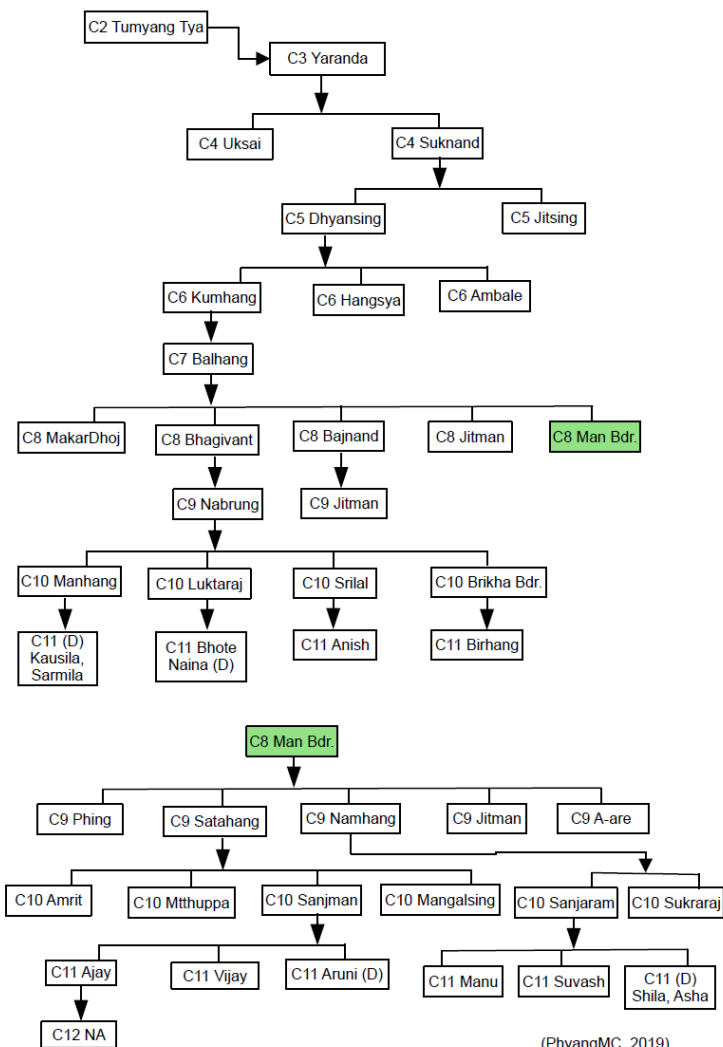 C2 Tumyang Tya
C3 Yaranda
C4 Uksai
C4 Suknand
C5 Dhyansing
C5 Jitsing
C6 Kumhang
C6 Hangsya
C6 Ambale
C7 Balhang
C8 MakarDhoj
C8 Bhagivant
C8 Bajnand
C8 Jitman
C8 Man Bdr.
C9 Nabrung
C9 Jitman
C10 Manhang
C10 Luktaraj
C10 Srilal
C10 Brikha Bdr.
C11 (D)
Kausila,
Sarmila
C11 Bhote
Naina (D)
C11 Anish
C11 Birhang
C8 Man Bdr.
C9 Phing
C9 Satahang
C9 Namhang
C9 Jitman
C9 A-are
C10 Amrit
C10 Mtthuppa
C10 Sanjman
C10 Mangalsing
C10 Sanjaram
C10 Sukraraj
C11 Ajay
C11 Vijay
C11 Aruni (D)
C11 Manu
C11 Suvash
C11 (D)
Shila, Asha
C12 NA
(PhyangMC, 2019)